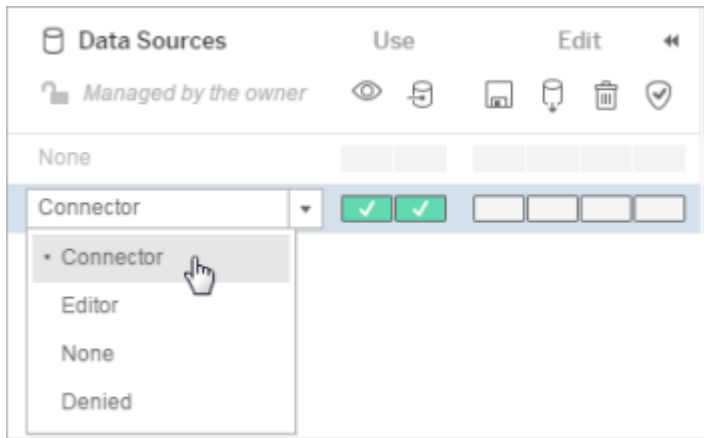 Data Sources Use Edit
Managed by the owner
None
Connector
• Connector
Editor
None
Denied